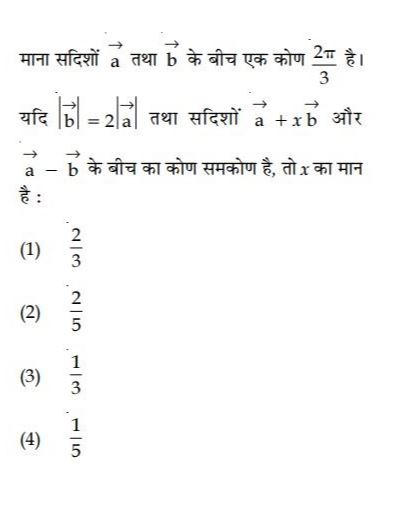 माना सदिशों $\vec{a}$ तथा $\vec{b}$ के बीच एक कोण $\frac{2\pi}{3}$ है।
यदि $|\vec{b}| = 2|\vec{a}|$ तथा सदिशों $\vec{a} + x\vec{b}$ और
$\vec{a} - \vec{b}$ के बीच का कोण समकोण है, तो x का मान
है :
(1) $\frac{2}{3}$
(2) $\frac{2}{5}$
(3) $\frac{1}{3}$
(4) $\frac{1}{5}$